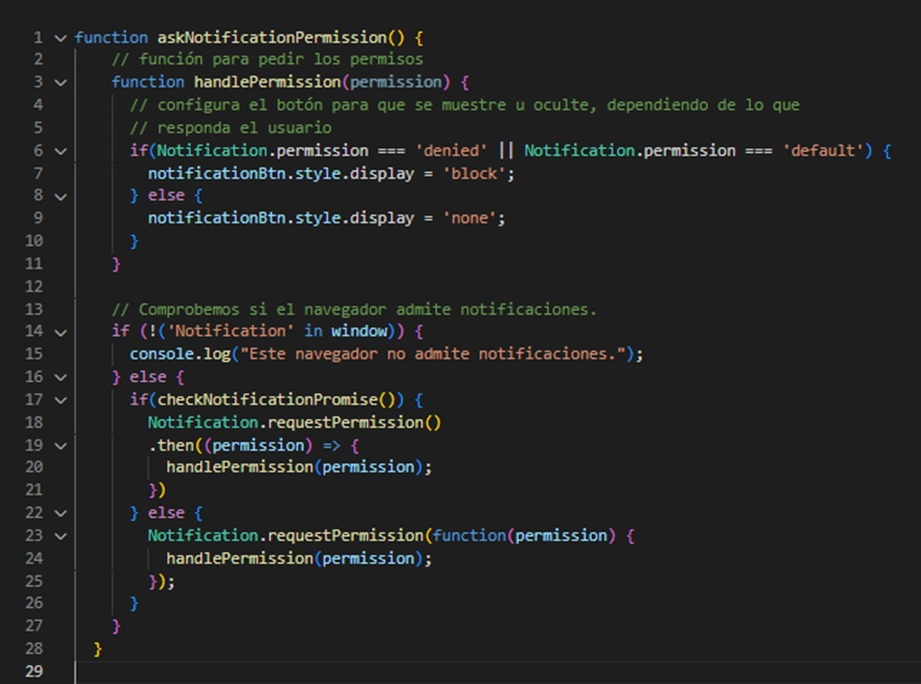 1 function askNotificationPermission() {
2 // función para pedir los permisos
3 function handlePermission(permission) {
4 // configura el botón para que se muestre u oculte, dependiendo de lo que
5 // responda el usuario
6 if(Notification.permission === 'denied' || Notification.permission === 'default') {
7 notificationBtn.style.display = 'block';
8 } else {
9 notificationBtn.style.display = 'none';
10 }
11 }
12
13 // Comprobemos si el navegador admite notificaciones.
14 if (!('Notification' in window)) {
15 console.log("Este navegador no admite notificaciones.");
16 } else {
17 if(checkNotificationPromise()) {
18 Notification.requestPermission()
19 .then((permission) => {
20 handlePermission(permission);
21 })
22 } else {
23 Notification.requestPermission(function(permission) {
24 handlePermission(permission);
25 });
26 }
27 }
28 }
29